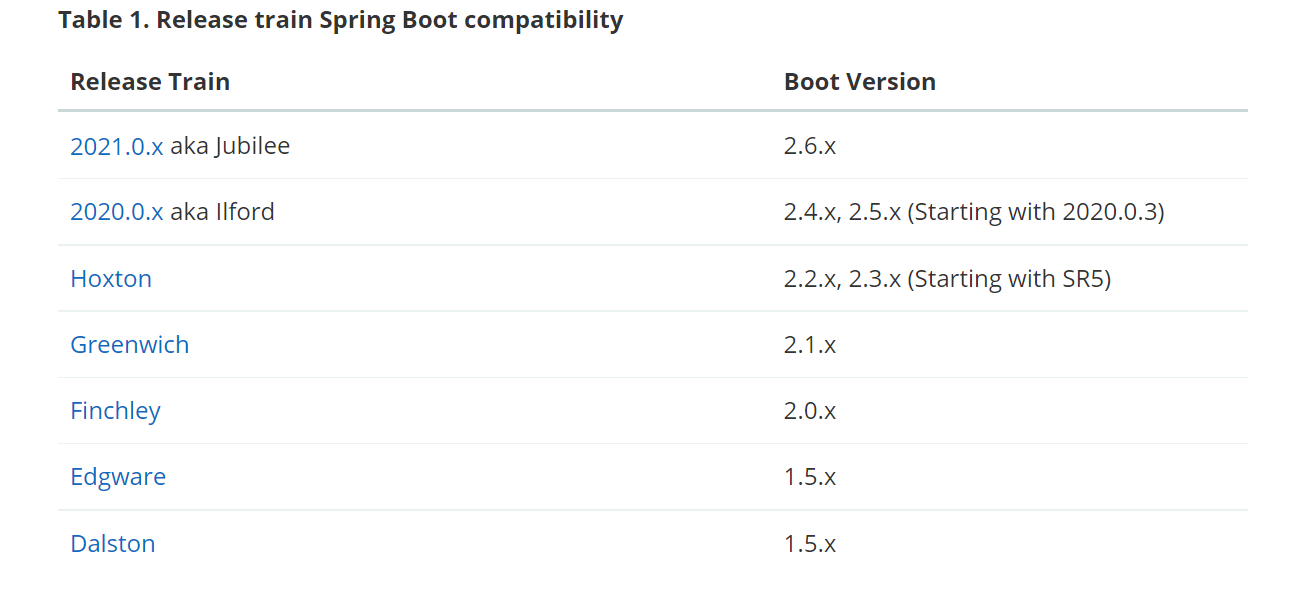 Table 1. Release train Spring Boot compatibility
Release Train Boot Version
2021.0.x aka Jubilee 2.6.x
2020.0.x aka Ilford 2.4.x, 2.5.x (Starting with 2020.0.3)
Hoxton 2.2.x, 2.3.x (Starting with SR5)
Greenwich 2.1.x
Finchley 2.0.x
Edgware 1.5.x
Dalston 1.5.x